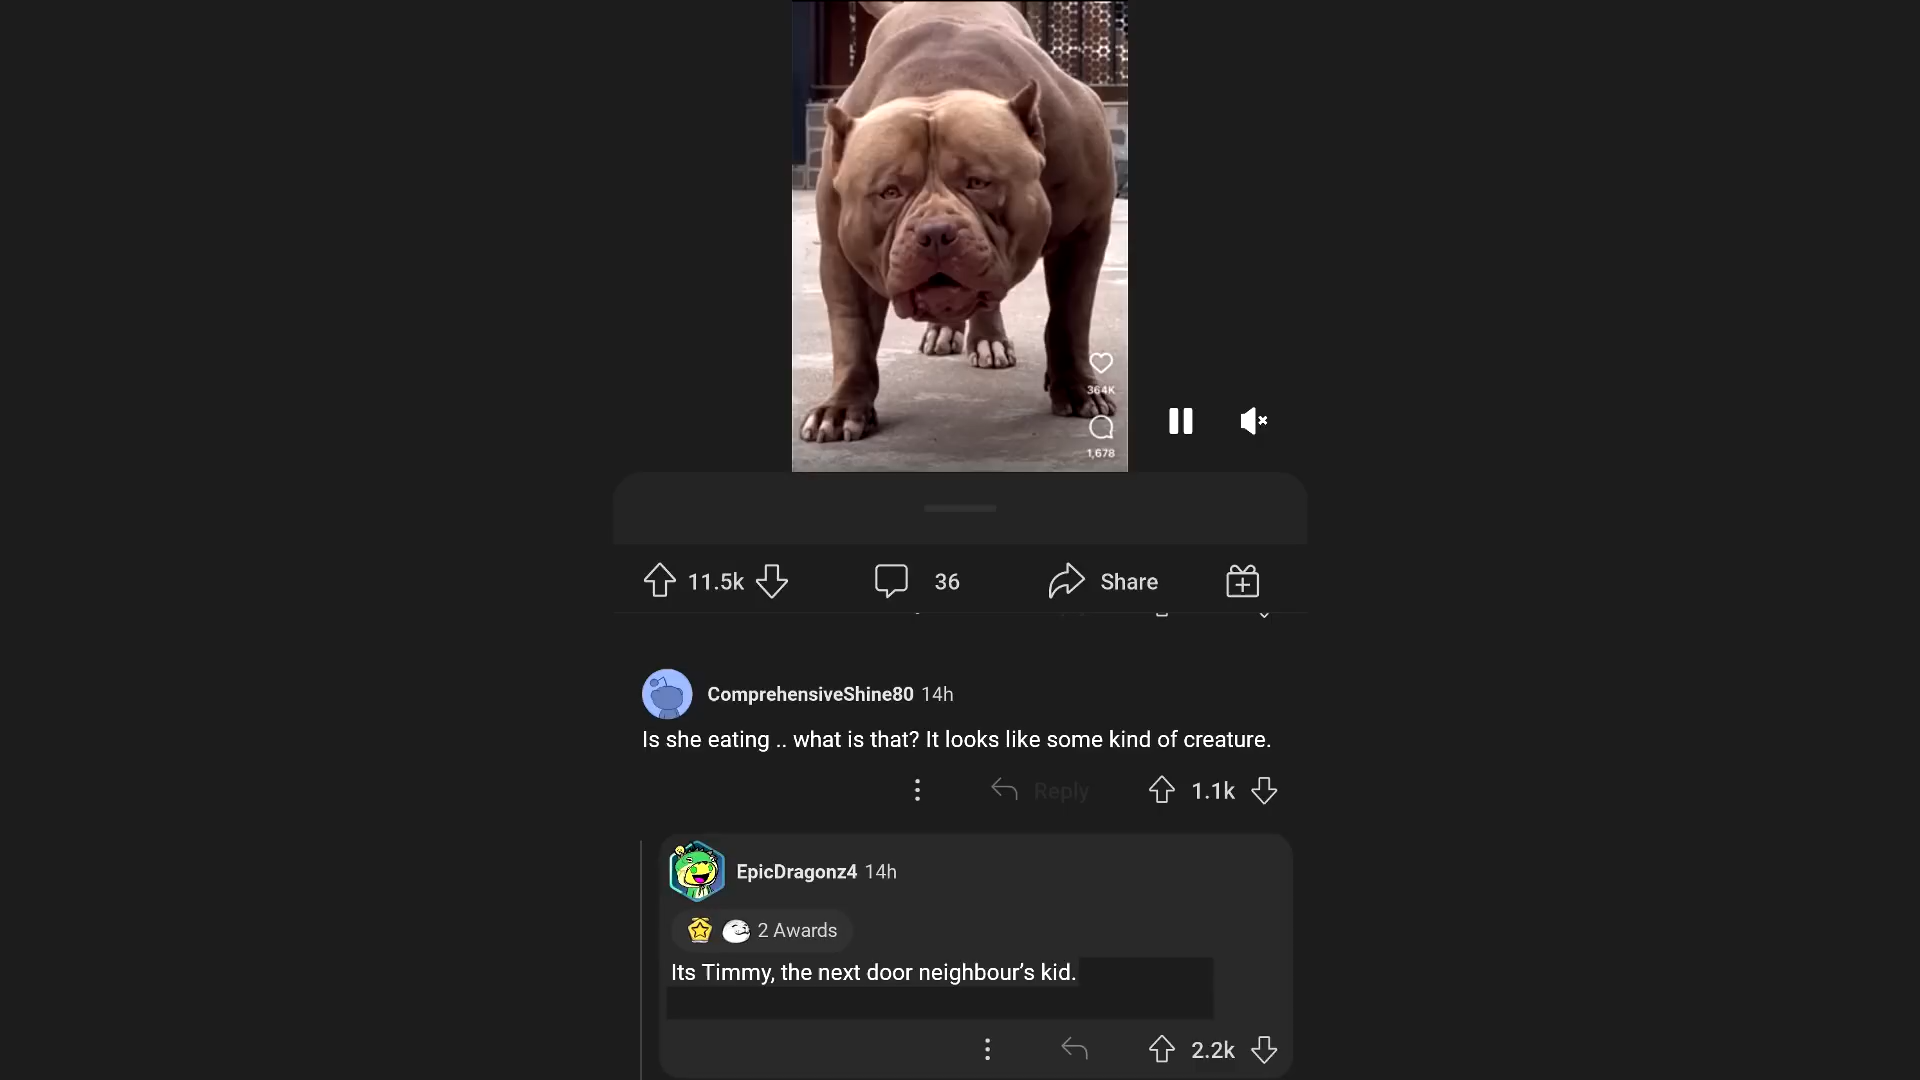 364K
1,678
11.5k
36
Share
ComprehensiveShine80 14h
Is she eating .. what is that? It looks like some kind of creature.
Reply
1.1k
EpicDragonz4 14h
2 Awards
Its Timmy, the next door neighbour’s kid.
2.2k